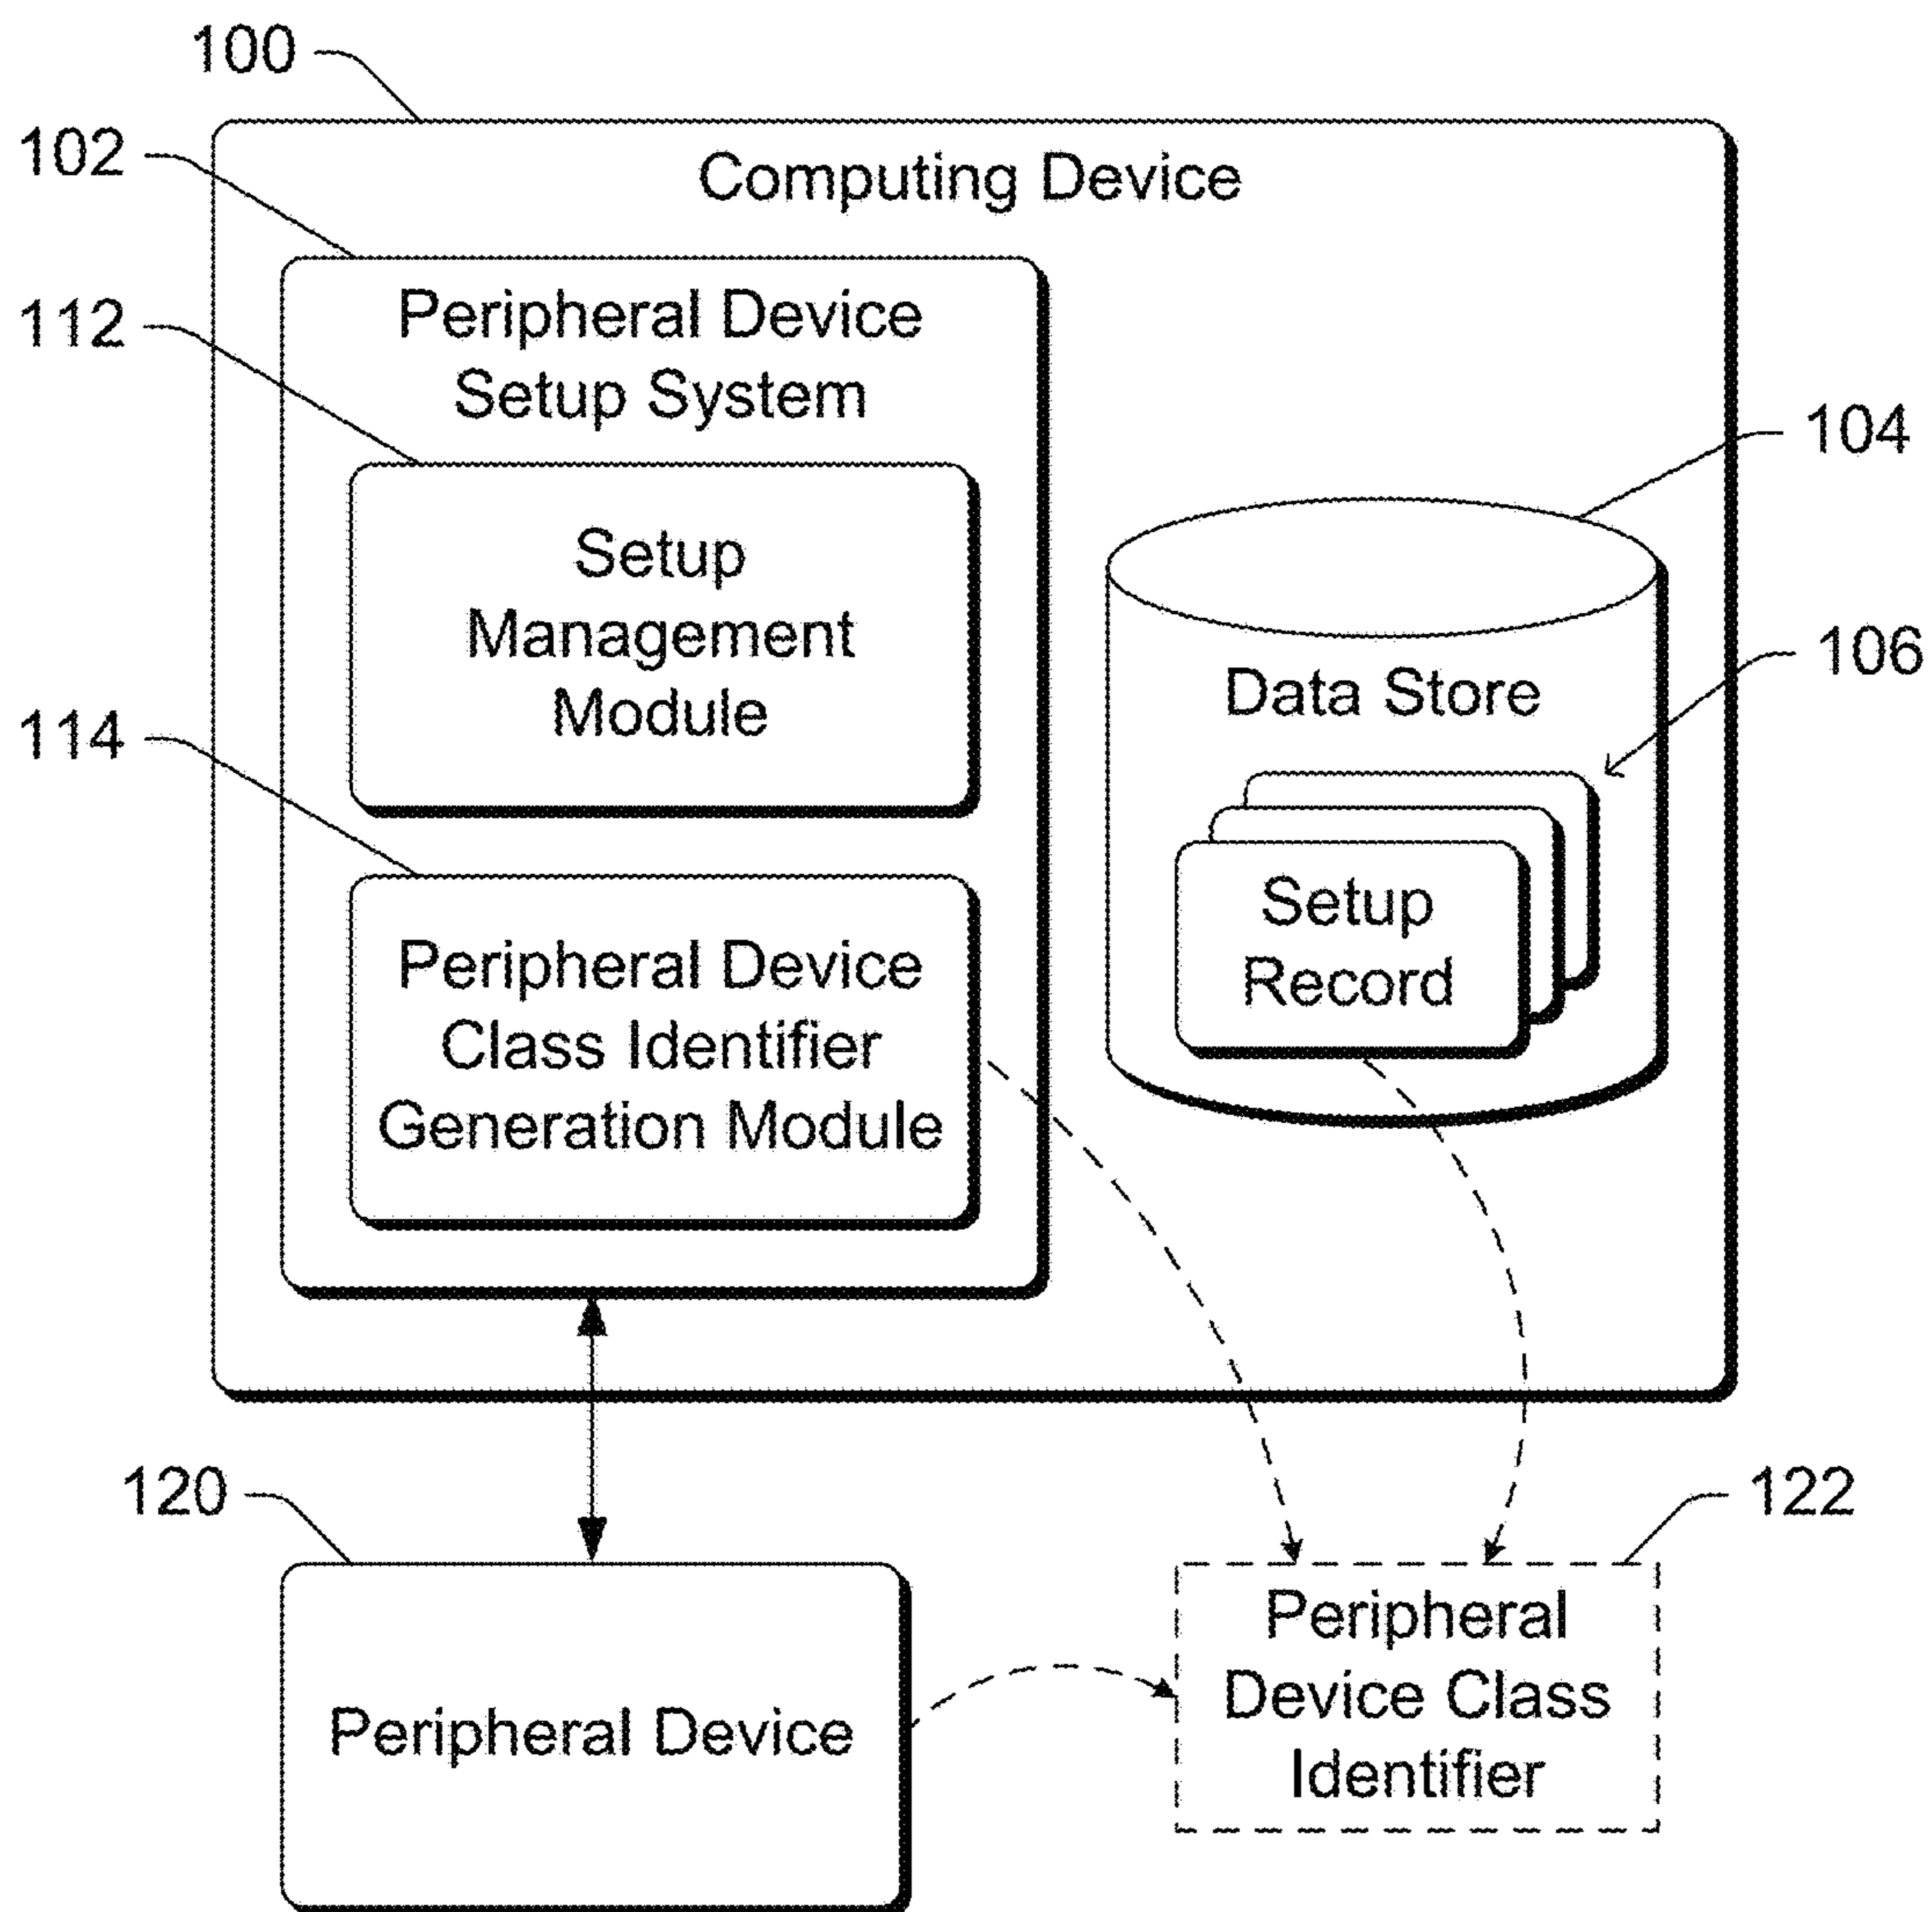 100
102
Computing Device
112
Peripheral Device
Setup System
104
Setup
Management
Module
106
Data Store
114
Setup
Record
Peripheral Device
Class Identifier
Generation Module
120
122
Peripheral Device
Peripheral
Device Class
Identifier